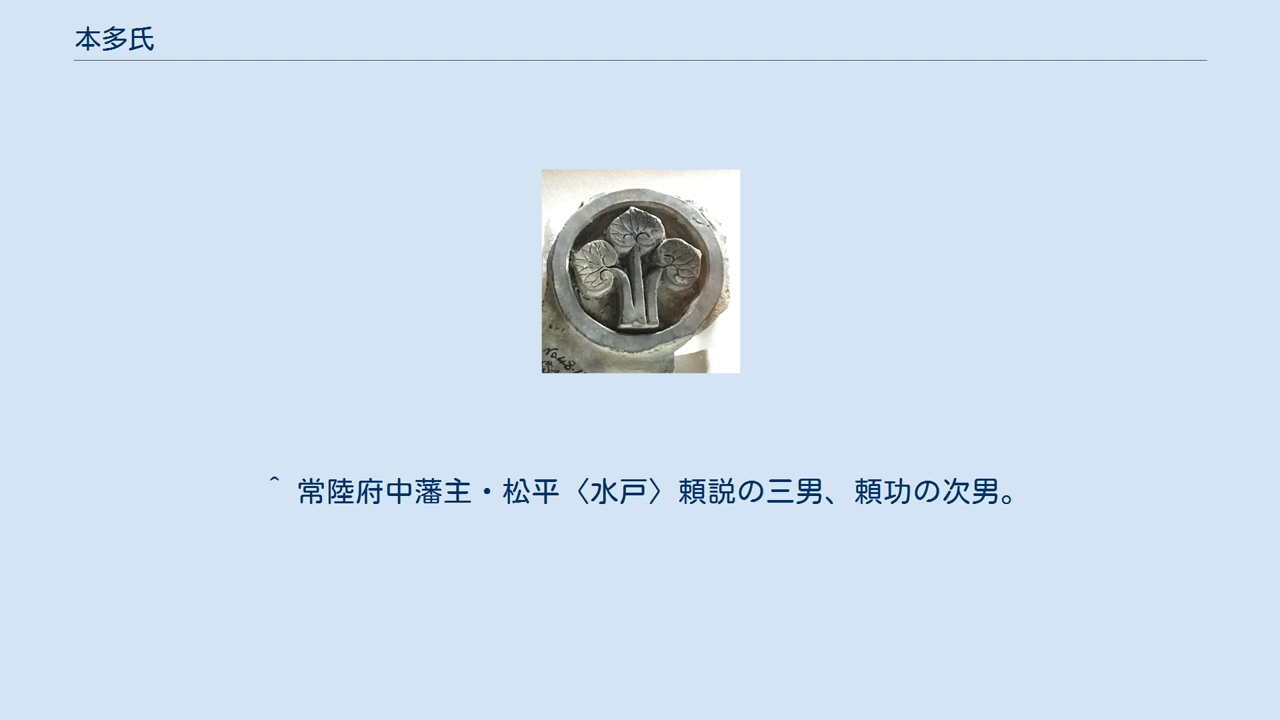 本多氏
^ 常陸府中藩主・松平〈水戸〉頼説の三男、頼功の次男。